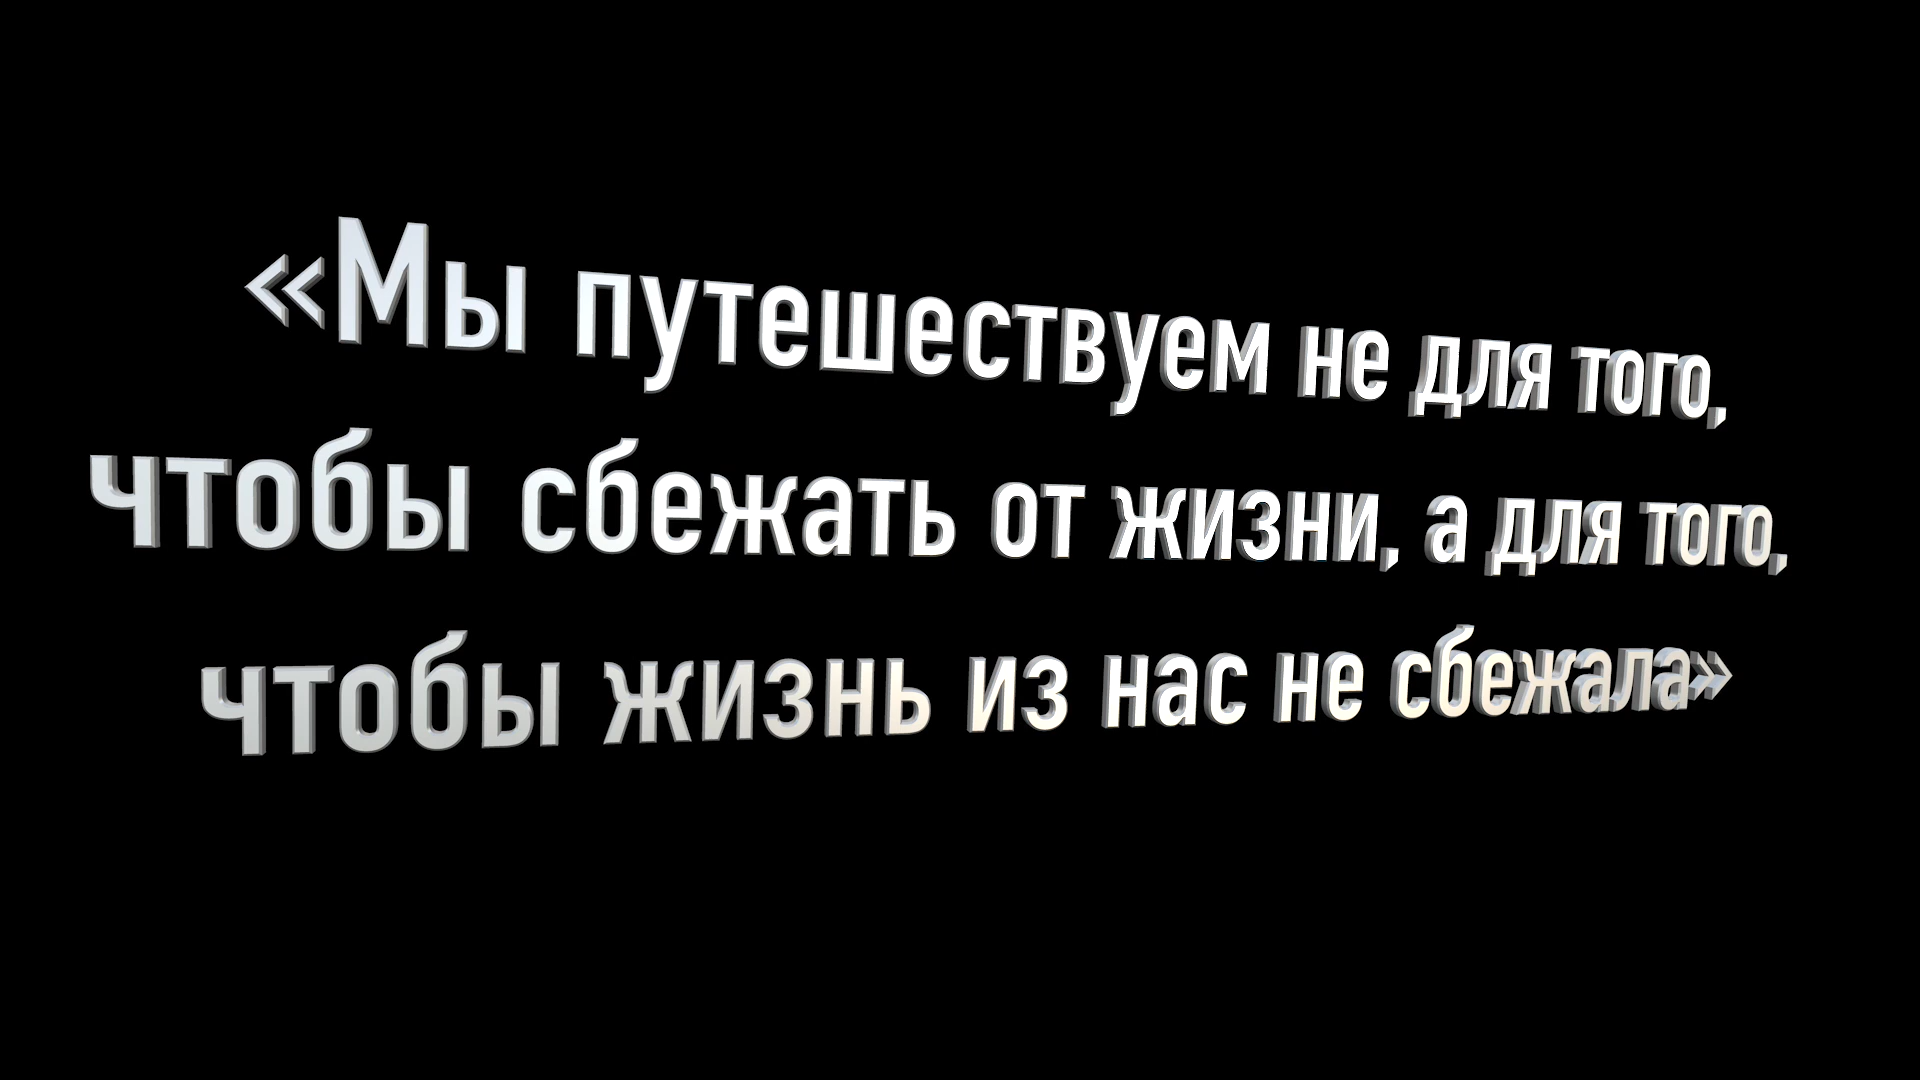 «Мы путешествуем не для того,
чтобы сбежать от жизни, а для того,
чтобы жизнь из нас не сбежала»